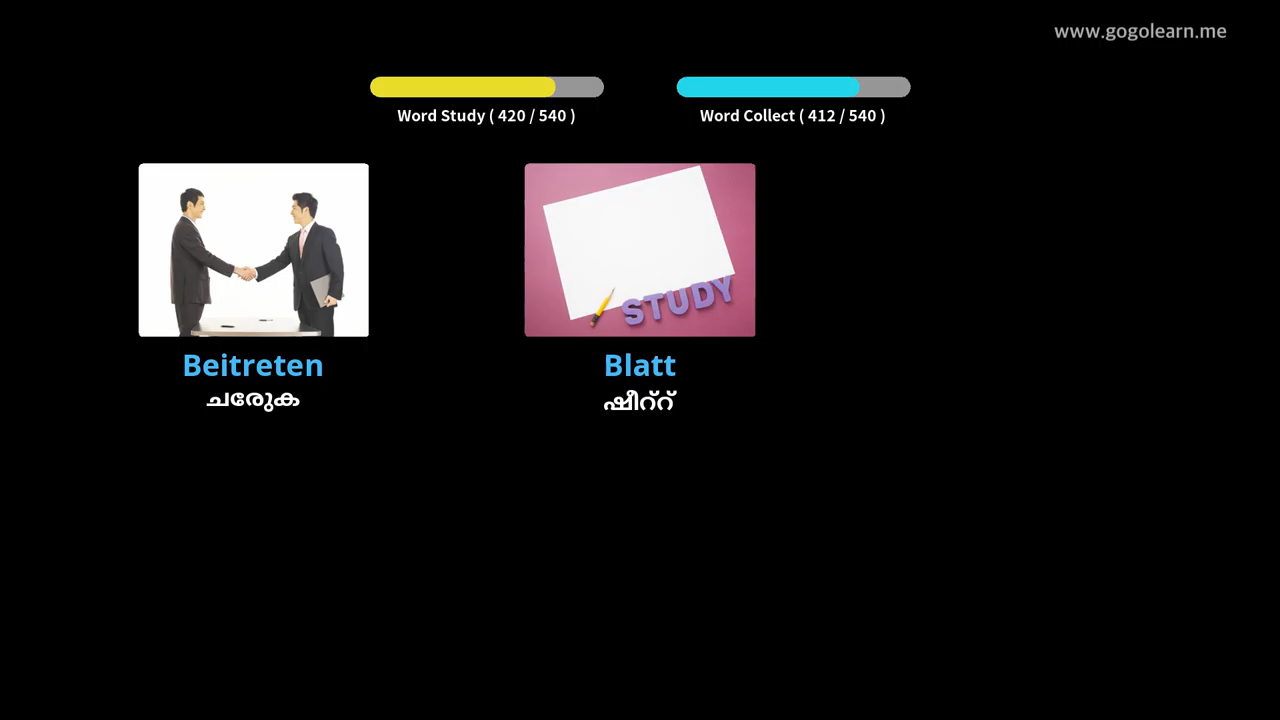 www.gogolearn.me
Word Study ( 420 / 540 )
Word Collect ( 412 / 540 )
STUDY
Beitreten
Blatt
ചേരുക
ഷീറ്റ്